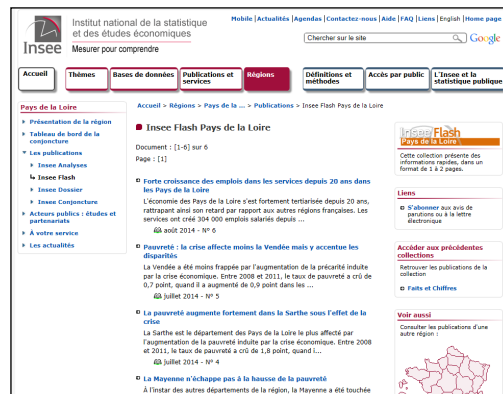 Insee
Institut national de la statistique
et des études économiques
Mesurer pour comprendre
Mobile | Actualités | Agendas | Contactez-nous | Aide | FAQ | Liens | English | Home page
Chercher sur le site
Google
Accueil
Thèmes
Bases de données
Publications et
services
Régions
Définitions et
méthodes
Accès par public
L'Insee et la
statistique publique
Pays de la Loire
Présentation de la région
Tableau de bord de la
conjoncture
Les publications
Insee Analyses
Insee Flash
Insee Dossier
Insee Conjoncture
Acteurs publics : études et
partenariats
À votre service
Les actualités
Accueil > Régions > Pays de la ... > Publications > Insee Flash Pays de la Loire
Insee Flash Pays de la Loire
Document : [1-6] sur 6
Page : [1]
Forte croissance des emplois dans les services depuis 20 ans dans
les Pays de la Loire
L'économie des Pays de la Loire s'est fortement tertiarisée depuis 20 ans,
rattrapant ainsi son retard par rapport aux autres régions françaises. Les
services ont créé 304 000 emplois salariés depuis ...
août 2014 - N° 6
Pauvreté : la crise affecte moins la Vendée mais y accentue les
disparités
La Vendée a été moins frappée par l'augmentation de la précarité induite
par la crise économique. Entre 2008 et 2011, le taux de pauvreté a crû de
0,7 point, quand il a augmenté de 0,9 point dans les ...
juillet 2014 - N° 5
La pauvreté augmente fortement dans la Sarthe sous l'effet de la
crise
La Sarthe est le département des Pays de la Loire le plus affecté par
l'augmentation de la pauvreté induite par la crise économique. Entre 2008
et 2011, le taux de pauvreté a crû de 1,8 point, quand i...
juillet 2014 - N° 4
La Mayenne n'échappe pas à la hausse de la pauvreté
À l'instar des autres départements de la région, la Mayenne a été touchée
Insee Flash
Pays de la Loire
Cette collection présente des
informations rapides, dans un
format de 1 à 2 pages.
Liens
S'abonner aux avis de
parutions ou à la lettre
électronique
Accéder aux précédentes
collections
Retrouver les publications de la
collection
Faits et Chiffres
Voir aussi
Consulter les publications d'une
autre région :